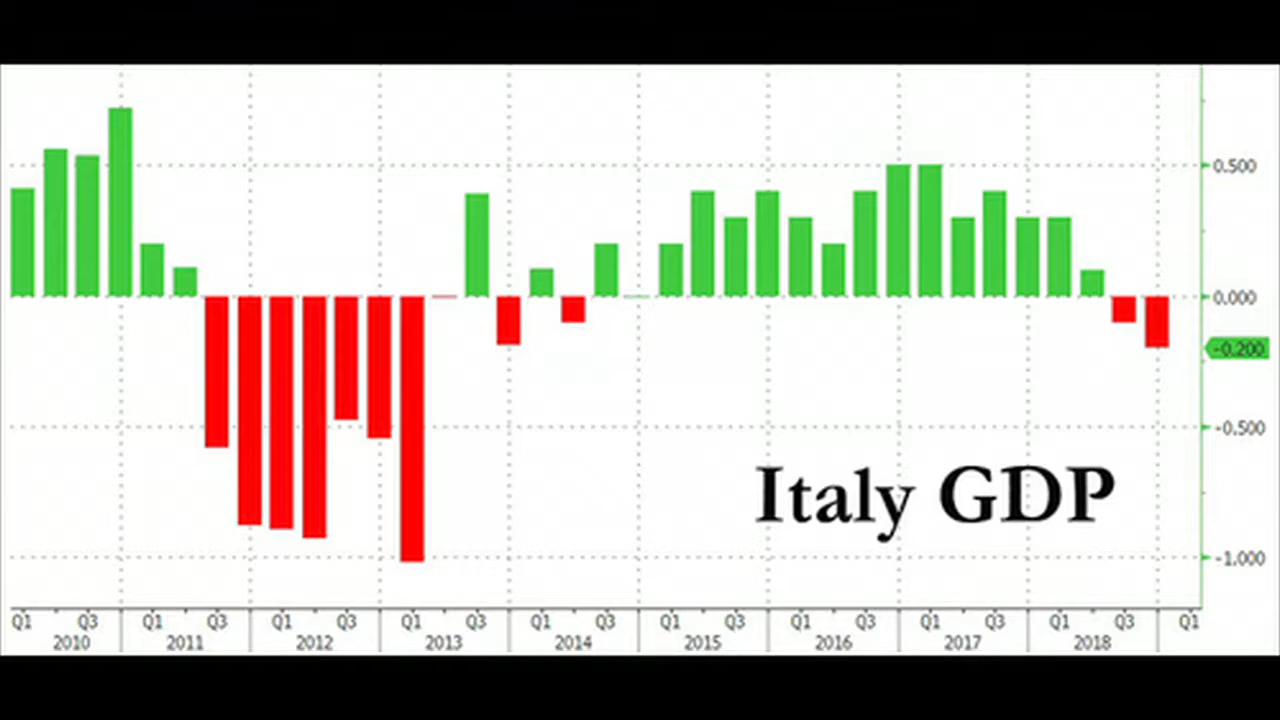 0.500
0.000
-0.200
-0.500
Italy GDP
-1.000
Q1 Q3 Q1 Q3 Q1 Q3 Q1 Q3 Q1 Q3 Q1 Q3 Q1 Q3 Q1 Q3 Q1 Q3 Q1
2010 2011 2012 2013 2014 2015 2016 2017 2018